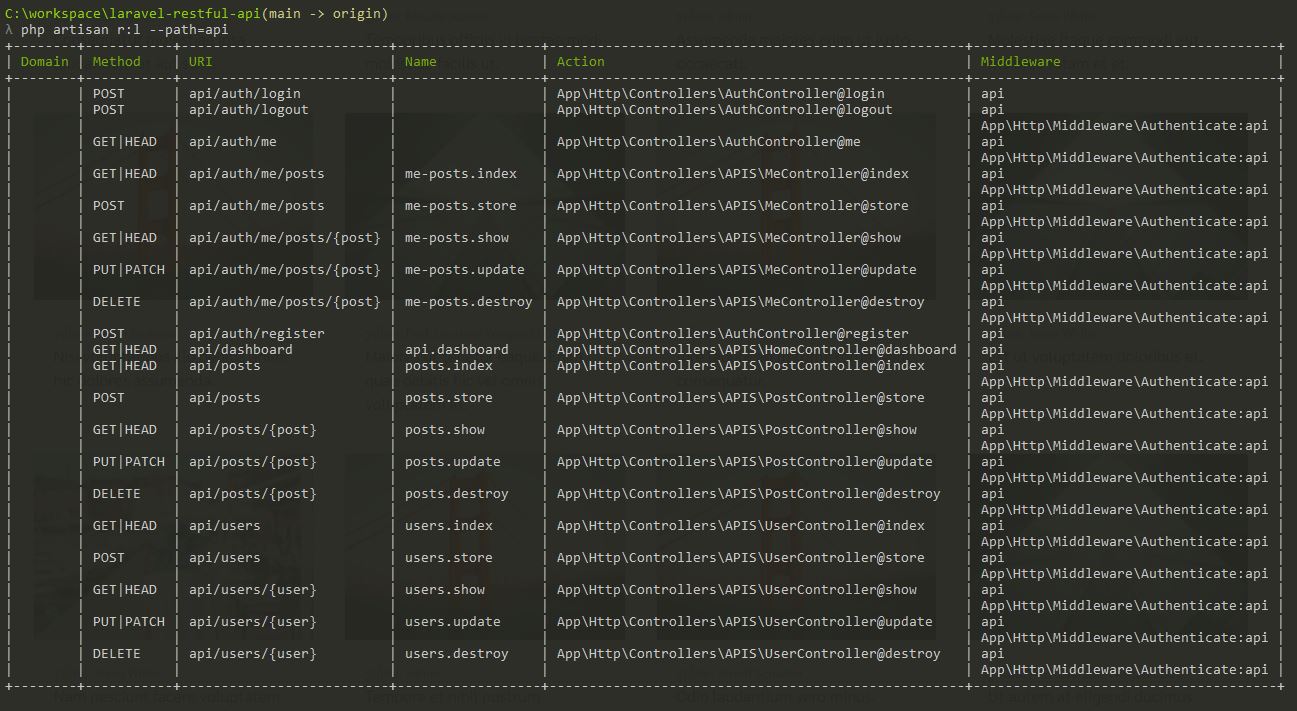 C:\workspace\laravel-restful-api(main -> origin)
λ php artisan r:l --path=api
+--------+-----------+--------------------------+------------------+----------------------------------------------------+-------------------------------------+
| Domain | Method | URI | Name | Action | Middleware |
| | POST | api/auth/login | | App\Http\Controllers\AuthController@login | api |
| | POST | api/auth/logout | | App\Http\Controllers\AuthController@logout | api |
| | | | | | App\Http\Middleware\Authenticate:api |
| | GET|HEAD | api/auth/me | | App\Http\Controllers\AuthController@me | api |
| | | | | | App\Http\Middleware\Authenticate:api |
| | GET|HEAD | api/auth/me/posts | me-posts.index | App\Http\Controllers\APIS\MeController@index | api |
| | | | | | App\Http\Middleware\Authenticate:api |
| | POST | api/auth/me/posts | me-posts.store | App\Http\Controllers\APIS\MeController@store | api |
| | | | | | App\Http\Middleware\Authenticate:api |
| | GET|HEAD | api/auth/me/posts/{post} | me-posts.show | App\Http\Controllers\APIS\MeController@show | api |
| | | | | | App\Http\Middleware\Authenticate:api |
| | PUT|PATCH | api/auth/me/posts/{post} | me-posts.update | App\Http\Controllers\APIS\MeController@update | api |
| | | | | | App\Http\Middleware\Authenticate:api |
| | DELETE | api/auth/me/posts/{post} | me-posts.destroy | App\Http\Controllers\APIS\MeController@destroy | api |
| | | | | | App\Http\Middleware\Authenticate:api |
| | POST | api/auth/register | | App\Http\Controllers\AuthController@register | api |
| | GET|HEAD | api/dashboard | api.dashboard | App\Http\Controllers\APIS\HomeController@dashboard | api |
| | GET|HEAD | api/posts | posts.index | App\Http\Controllers\APIS\PostController@index | api |
| | | | | | App\Http\Middleware\Authenticate:api |
| | POST | api/posts | posts.store | App\Http\Controllers\APIS\PostController@store | api |
| | | | | | App\Http\Middleware\Authenticate:api |
| | GET|HEAD | api/posts/{post} | posts.show | App\Http\Controllers\APIS\PostController@show | api |
| | | | | | App\Http\Middleware\Authenticate:api |
| | PUT|PATCH | api/posts/{post} | posts.update | App\Http\Controllers\APIS\PostController@update | api |
| | | | | | App\Http\Middleware\Authenticate:api |
| | DELETE | api/posts/{post} | posts.destroy | App\Http\Controllers\APIS\PostController@destroy | api |
| | | | | | App\Http\Middleware\Authenticate:api |
| | GET|HEAD | api/users | users.index | App\Http\Controllers\APIS\UserController@index | api |
| | | | | | App\Http\Middleware\Authenticate:api |
| | POST | api/users | users.store | App\Http\Controllers\APIS\UserController@store | api |
| | | | | | App\Http\Middleware\Authenticate:api |
| | GET|HEAD | api/users/{user} | users.show | App\Http\Controllers\APIS\UserController@show | api |
| | | | | | App\Http\Middleware\Authenticate:api |
| | PUT|PATCH | api/users/{user} | users.update | App\Http\Controllers\APIS\UserController@update | api |
| | | | | | App\Http\Middleware\Authenticate:api |
| | DELETE | api/users/{user} | users.destroy | App\Http\Controllers\APIS\UserController@destroy | api |
| | | | | | App\Http\Middleware\Authenticate:api |